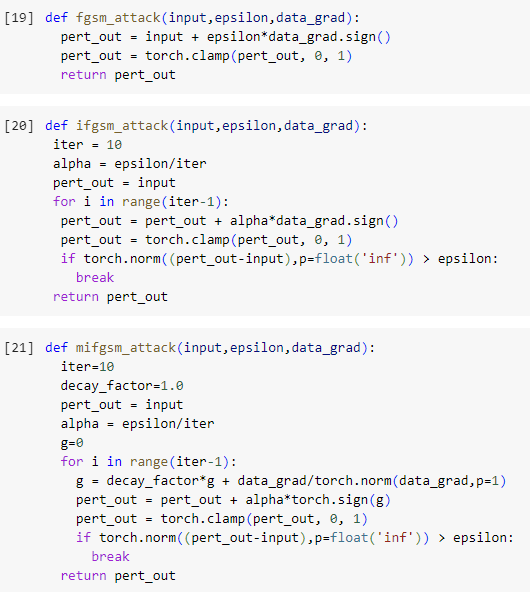 [19] def fgsm_attack(input,epsilon,data_grad):
pert_out = input + epsilon*data_grad.sign()
pert_out = torch.clamp(pert_out, 0, 1)
return pert_out
[20] def ifgsm_attack(input,epsilon,data_grad):
iter = 10
alpha = epsilon/iter
pert_out = input
for i in range(iter-1):
pert_out = pert_out + alpha*data_grad.sign()
pert_out = torch.clamp(pert_out, 0, 1)
if torch.norm((pert_out-input),p=float('inf')) > epsilon:
break
return pert_out
[21] def mifgsm_attack(input,epsilon,data_grad):
iter=10
decay_factor=1.0
pert_out = input
alpha = epsilon/iter
g=0
for i in range(iter-1):
g = decay_factor*g + data_grad/torch.norm(data_grad,p=1)
pert_out = pert_out + alpha*torch.sign(g)
pert_out = torch.clamp(pert_out, 0, 1)
if torch.norm((pert_out-input),p=float('inf')) > epsilon:
break
return pert_out